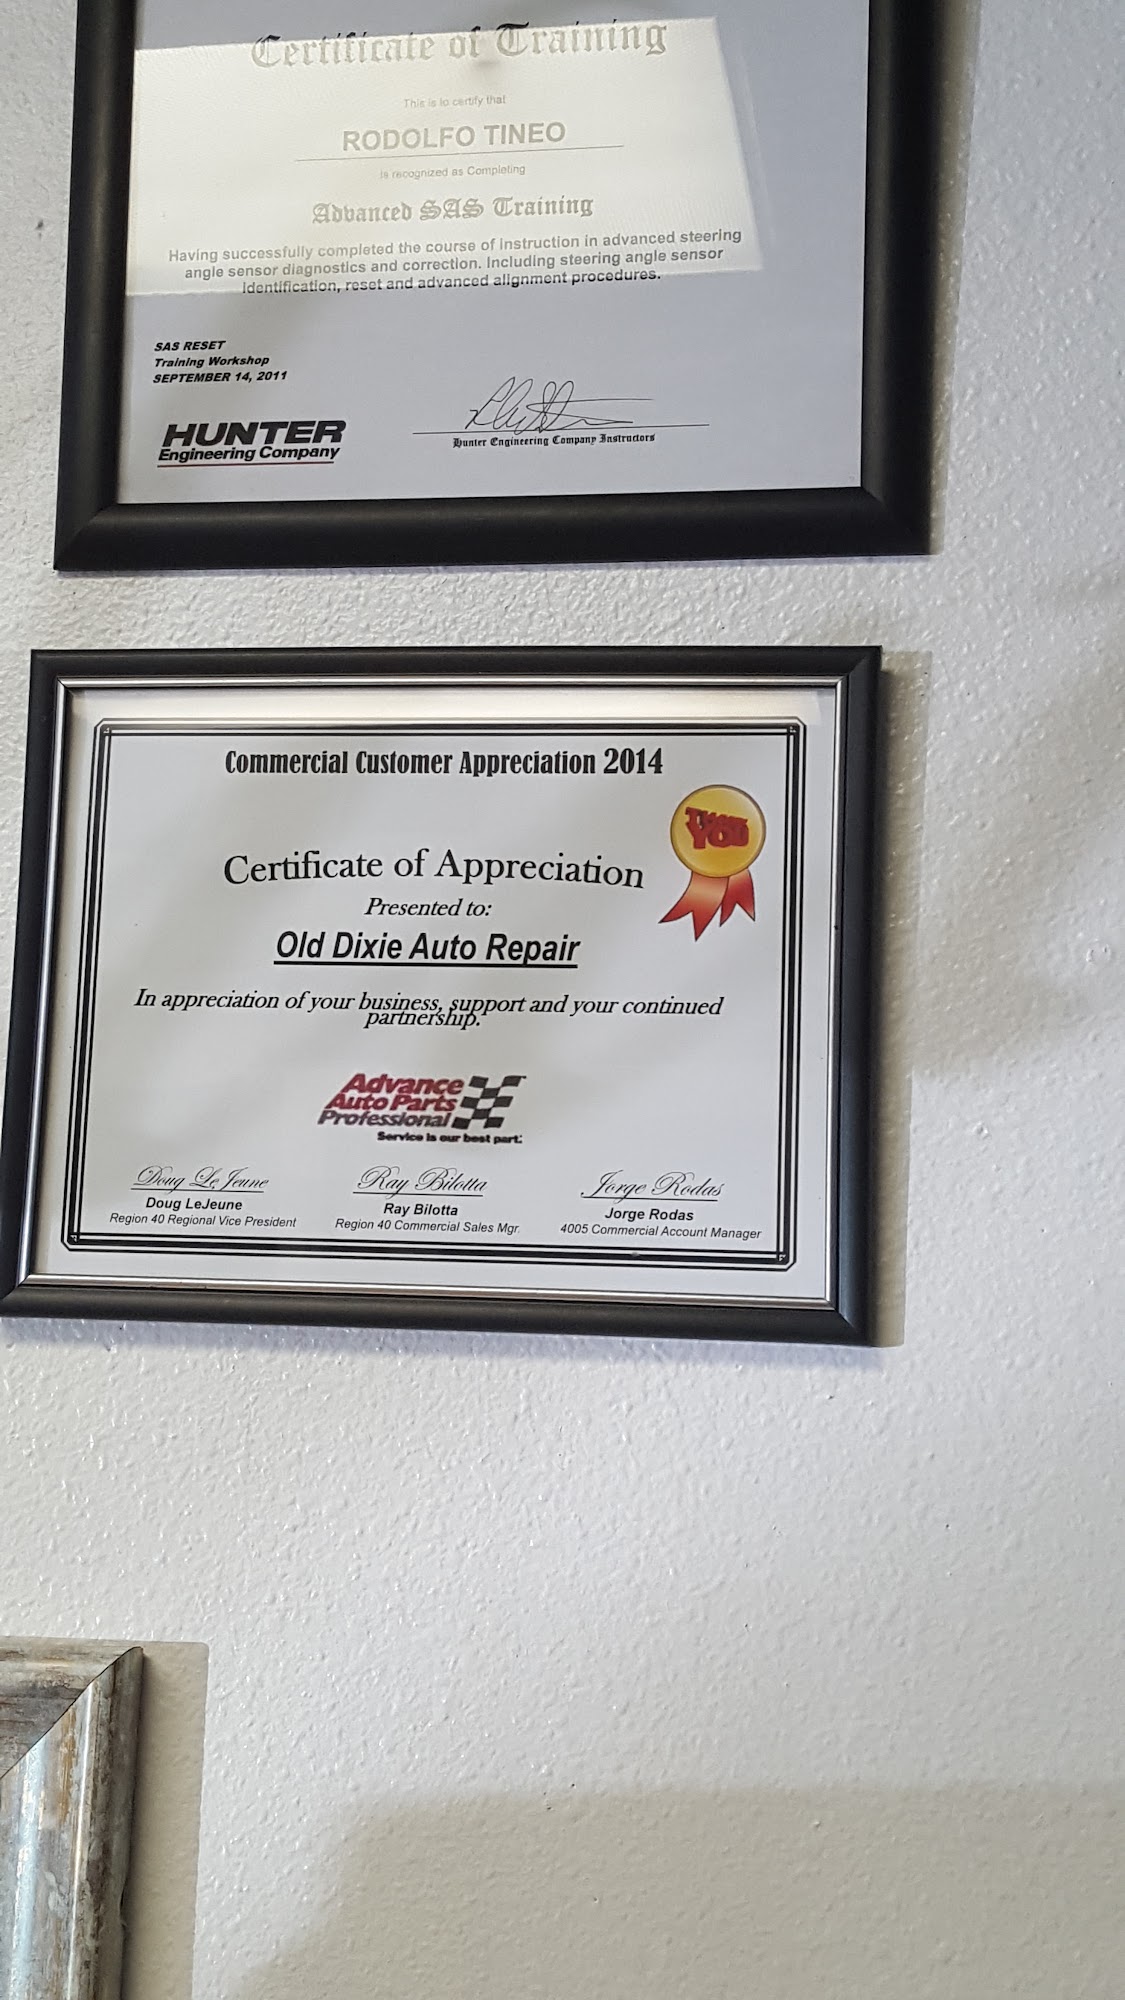 Certificate of Training
This is to certify that
RODOLFO TINEO
is recognized as Completing
Advanced SAS Training
Having successfully completed the course of instruction in advanced steering
angle sensor diagnostics and correction. Including steering angle sensor
identification, reset and advanced alignment procedures.
SAS RESET
Training Workshop
SEPTEMBER 14, 2011
HUNTER
Engineering Company
Hunter Engineering Company Instructors
Commercial Customer Appreciation 2014
THANK
YOU
Certificate of Appreciation
Presented to:
Old Dixie Auto Repair
In appreciation of your business, support and your continued
partnership.
Advance
Auto Parts
Professional
Service is our best part.
Doug LeJeune Ray Bilotta Jorge Rodas
Doug LeJeune Ray Bilotta Jorge Rodas
Region 40 Regional Vice President Region 40 Commercial Sales Mgr. 4005 Commercial Account Manager